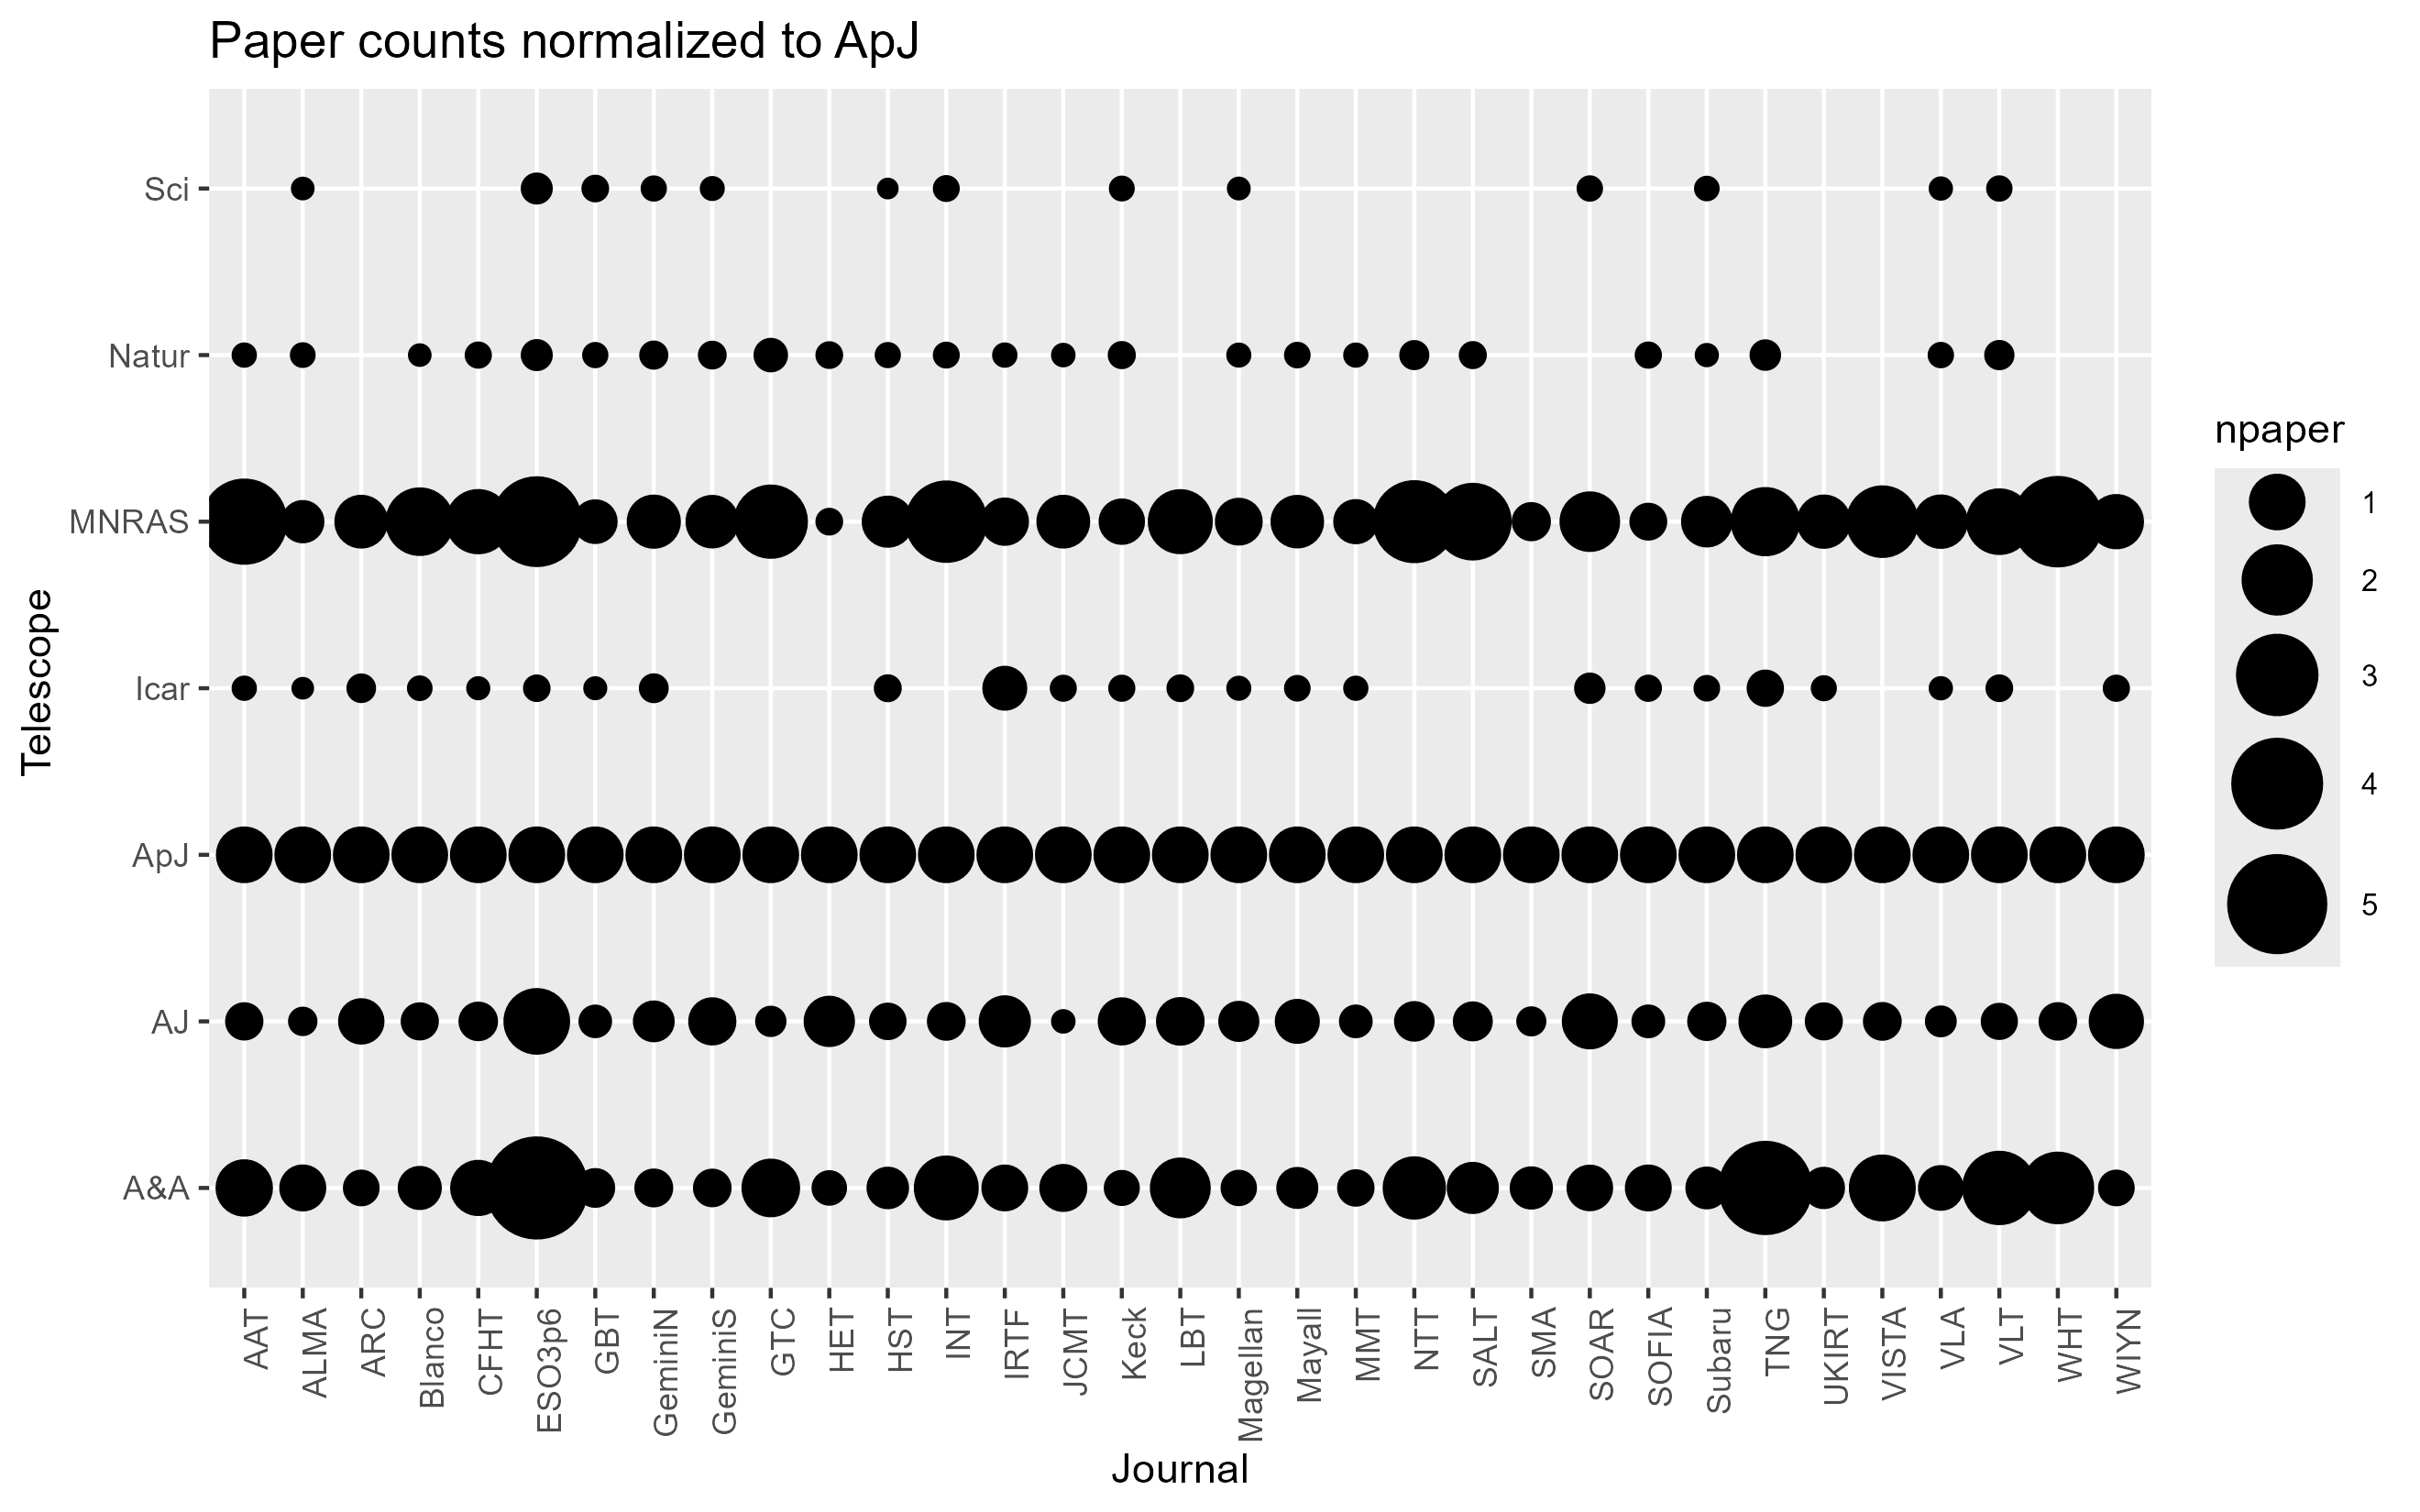 Paper counts normalized to ApJ
Sci
Natur
MNRAS
Icar
ApJ
AJ
A&A
Telescope
AAT
ALMA
ARC
Blanco
CFHT
ESO3p6
GBT
GeminiN
GeminiS
GTC
HET
HST
INT
IRTF
JCMT
Keck
LBT
Magellan
Mayall
MMT
NTT
SALT
SMA
SOAR
SOFIA
Subaru
TNG
UKIRT
VISTA
VLA
VLT
WHT
WIYN
Journal
npaper
1
2
3
4
5